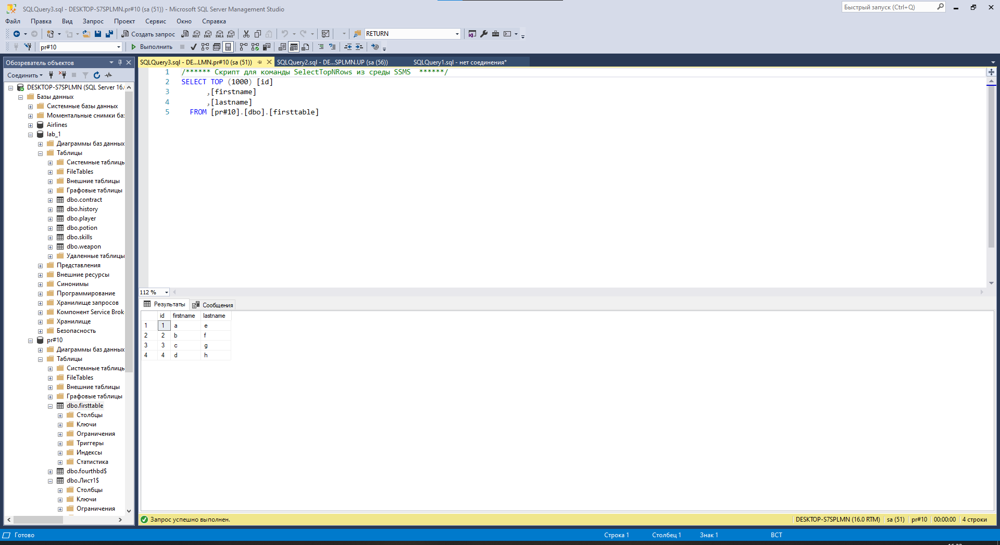 SQLQuery3.sql - DESKTOP-S7SPLMN.pr#10 (sa (51)) - Microsoft SQL Server Management Studio
Быстрый запуск (Ctrl+Q)
Файл Правка Вид Запрос Проект Сервис Окно Справка
Создать запрос MDX DMX XMLA DAX RETURN
pr#10 Выполнить
Обозреватель объектов
Соединить
DESKTOP-S7SPLMN (SQL Server 16.
Базы данных
Системные базы данных
Моментальные снимки баз
Airlines
lab_1
Диаграммы баз данных
Таблицы
Системные таблицы
FileTables
Внешние таблицы
Графовые таблицы
dbo.contract
dbo.history
dbo.player
dbo.potion
dbo.skills
dbo.weapon
Удаленные таблицы
Представления
Внешние ресурсы
Синонимы
Программирование
Хранилище запросов
Компонент Service Brok
Хранилище
Безопасность
pr#10
Диаграммы баз данных
Таблицы
Системные таблицы
FileTables
Внешние таблицы
Графовые таблицы
dbo.firsttable
Столбцы
Ключи
Ограничения
Триггеры
Индексы
Статистика
dbo.fourthbd$
dbo.Лист1$
Столбцы
Ключи
Ограничения
SQLQuery3.sql - DE...LMN.pr#10 (sa (51)) SQLQuery2.sql - DE...SPLMN.UP (sa (56)) SQLQuery1.sql - нет соединения*
1 /****** Скрипт для команды SelectTopNRows из среды SSMS ******/
2 SELECT TOP (1000) [id]
3 ,[firstname]
4 ,[lastname]
5 FROM [pr#10].[dbo].[firsttable]
112 %
Результаты Сообщения
id firstname lastname
1 1 a e
2 2 b f
3 3 c g
4 4 d h
Запрос успешно выполнен. DESKTOP-S7SPLMN (16.0 RTM) sa (51) pr#10 00:00:00 4 строки
Готово Строка 1 Столбец 1 Знак 1 ВСТ